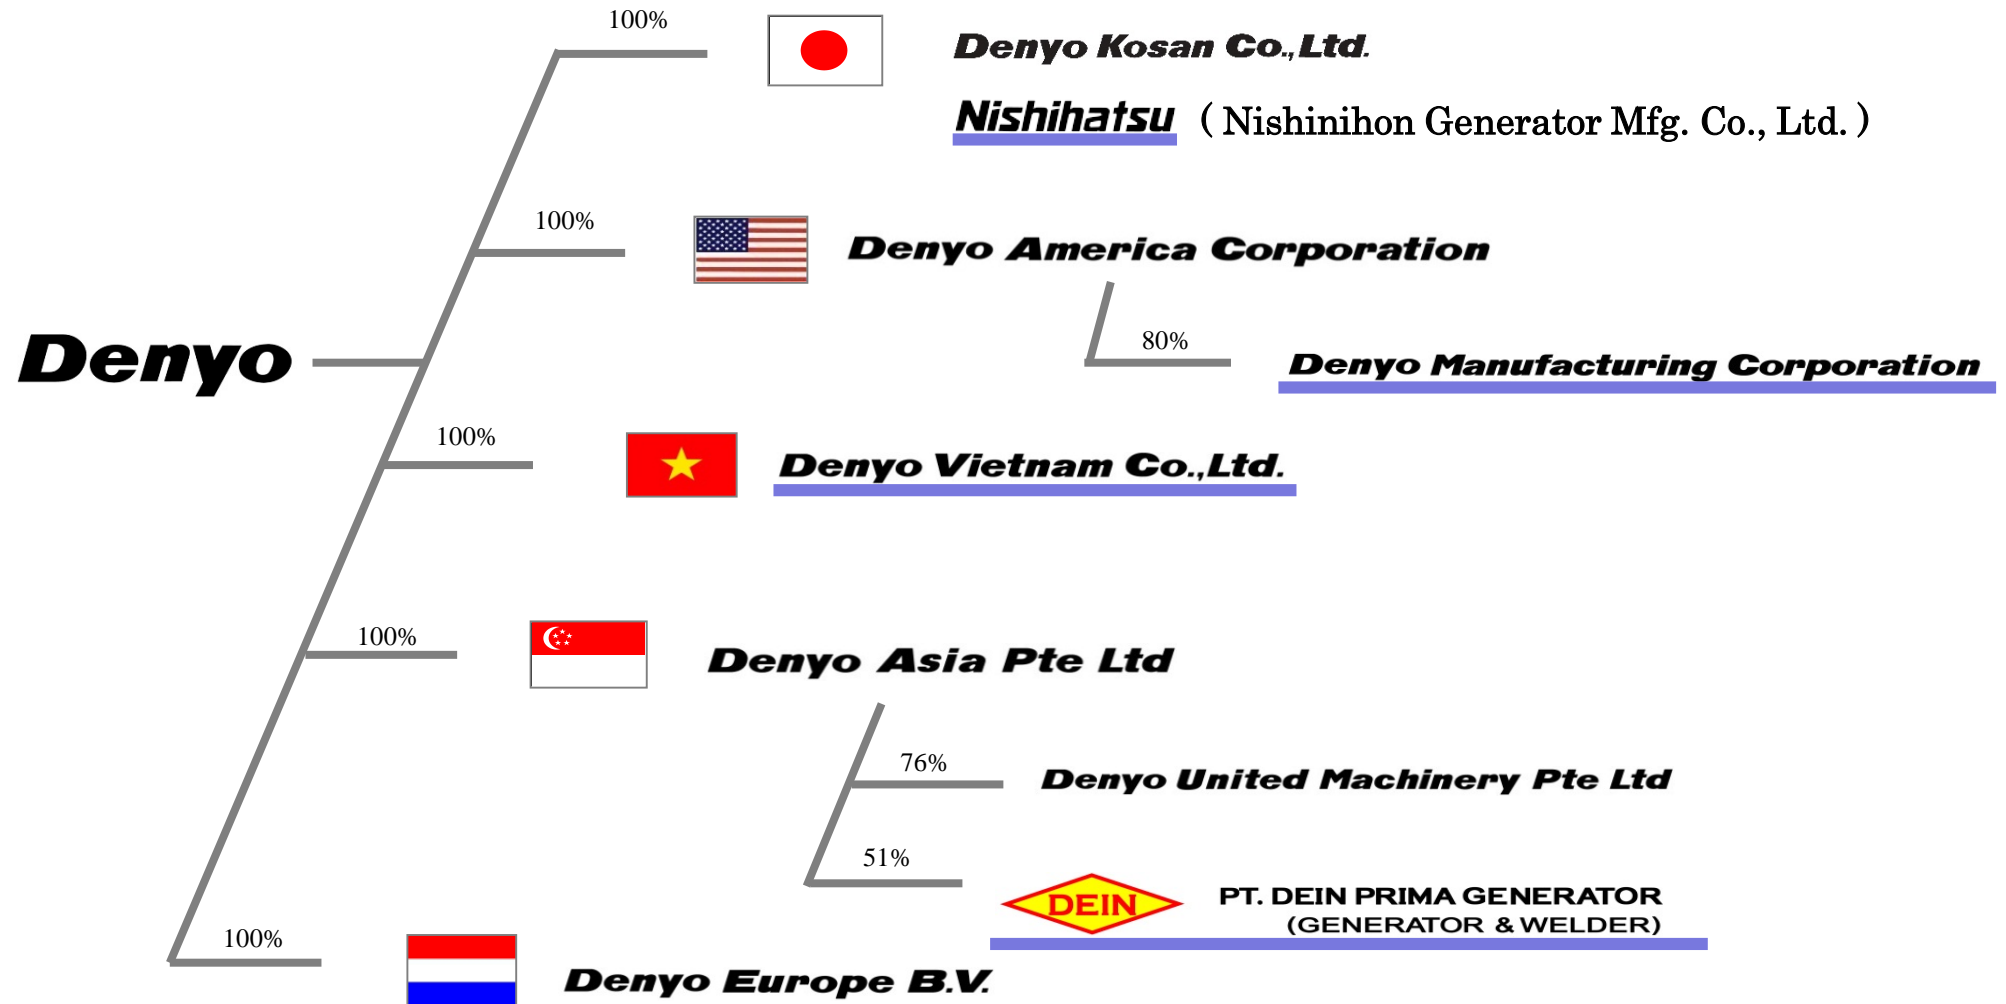 100%
Denyo Kosan Co.,Ltd.
Nishihatsu ( Nishinihon Generator Mfg. Co., Ltd. )
100%
Denyo America Corporation
80%
Denyo Manufacturing Corporation
Denyo
100%
Denyo Vietnam Co.,Ltd.
100%
Denyo Asia Pte Ltd
76%
Denyo United Machinery Pte Ltd
51%
DEIN PT. DEIN PRIMA GENERATOR
(GENERATOR & WELDER)
100%
Denyo Europe B.V.